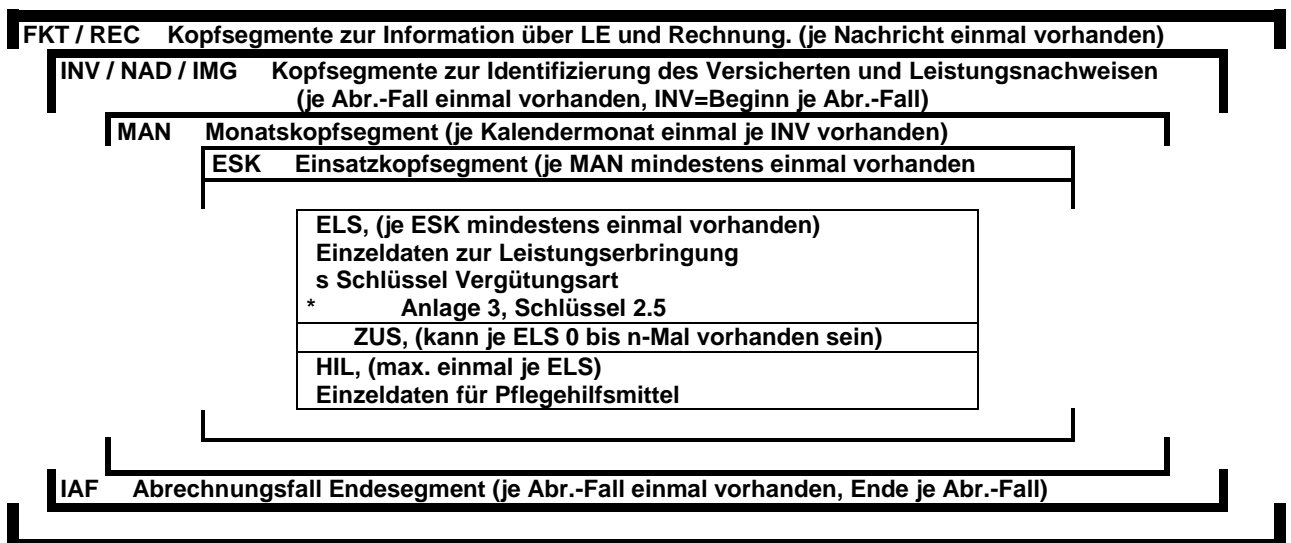 FKT / REC Kopfsegmente zur Information über LE und Rechnung. (je Nachricht einmal vorhanden)
INV / NAD / IMG Kopfsegmente zur Identifizierung des Versicherten und Leistungsnachweisen
(je Abr.-Fall einmal vorhanden, INV=Beginn je Abr.-Fall)
MAN Monatskopfsegment (je Kalendermonat einmal je INV vorhanden)
ESK Einsatzkopfsegment (je MAN mindestens einmal vorhanden
ELS, (je ESK mindestens einmal vorhanden)
Einzeldaten zur Leistungserbringung
s Schlüssel Vergütungsart
* Anlage 3, Schlüssel 2.5
ZUS, (kann je ELS 0 bis n-Mal vorhanden sein)
HIL, (max. einmal je ELS)
Einzeldaten für Pflegehilfsmittel
IAF Abrechnungsfall Endesegment (je Abr.-Fall einmal vorhanden, Ende je Abr.-Fall)